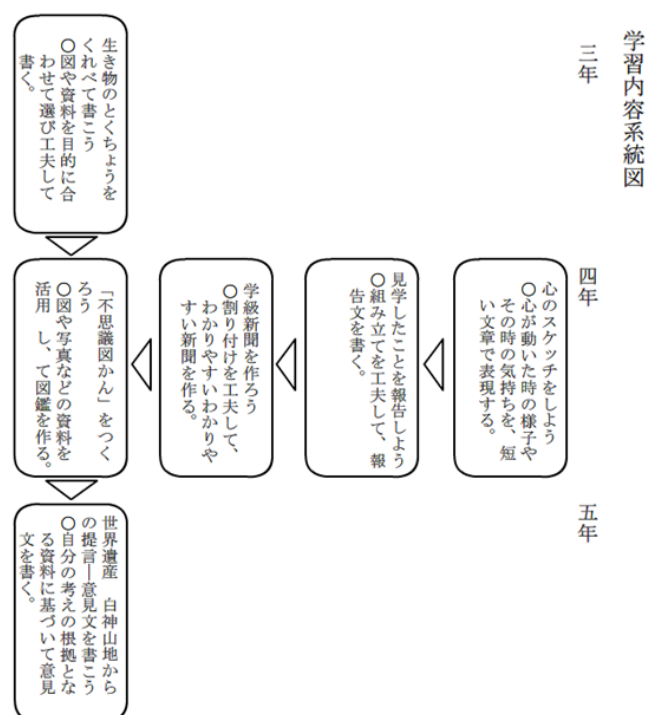 学習内容系統図
三年
四年
五年
心のスケッチをしよう
〇心が動いた時の様子や
その時の気持ちを、短
い文章で表現する。
見学したことを報告しよう
〇組み立てを工夫して、報
告文を書く。
学級新聞を作ろう
〇割り付けを工夫して、
わかりやすいわかりや
すい新聞を作る。
生き物のとくちょうを
くれべて書こう
〇図や資料を目的に合
わせて選び工夫して
書く。
「不思議図かん」をつく
ろう
〇図や写真などの資料を
活用 し、て図鑑を作る。
世界遺産 白神山地から
の提言―意見文を書こう
〇自分の考えの根拠とな
る資料に基づいて意見
文を書く。